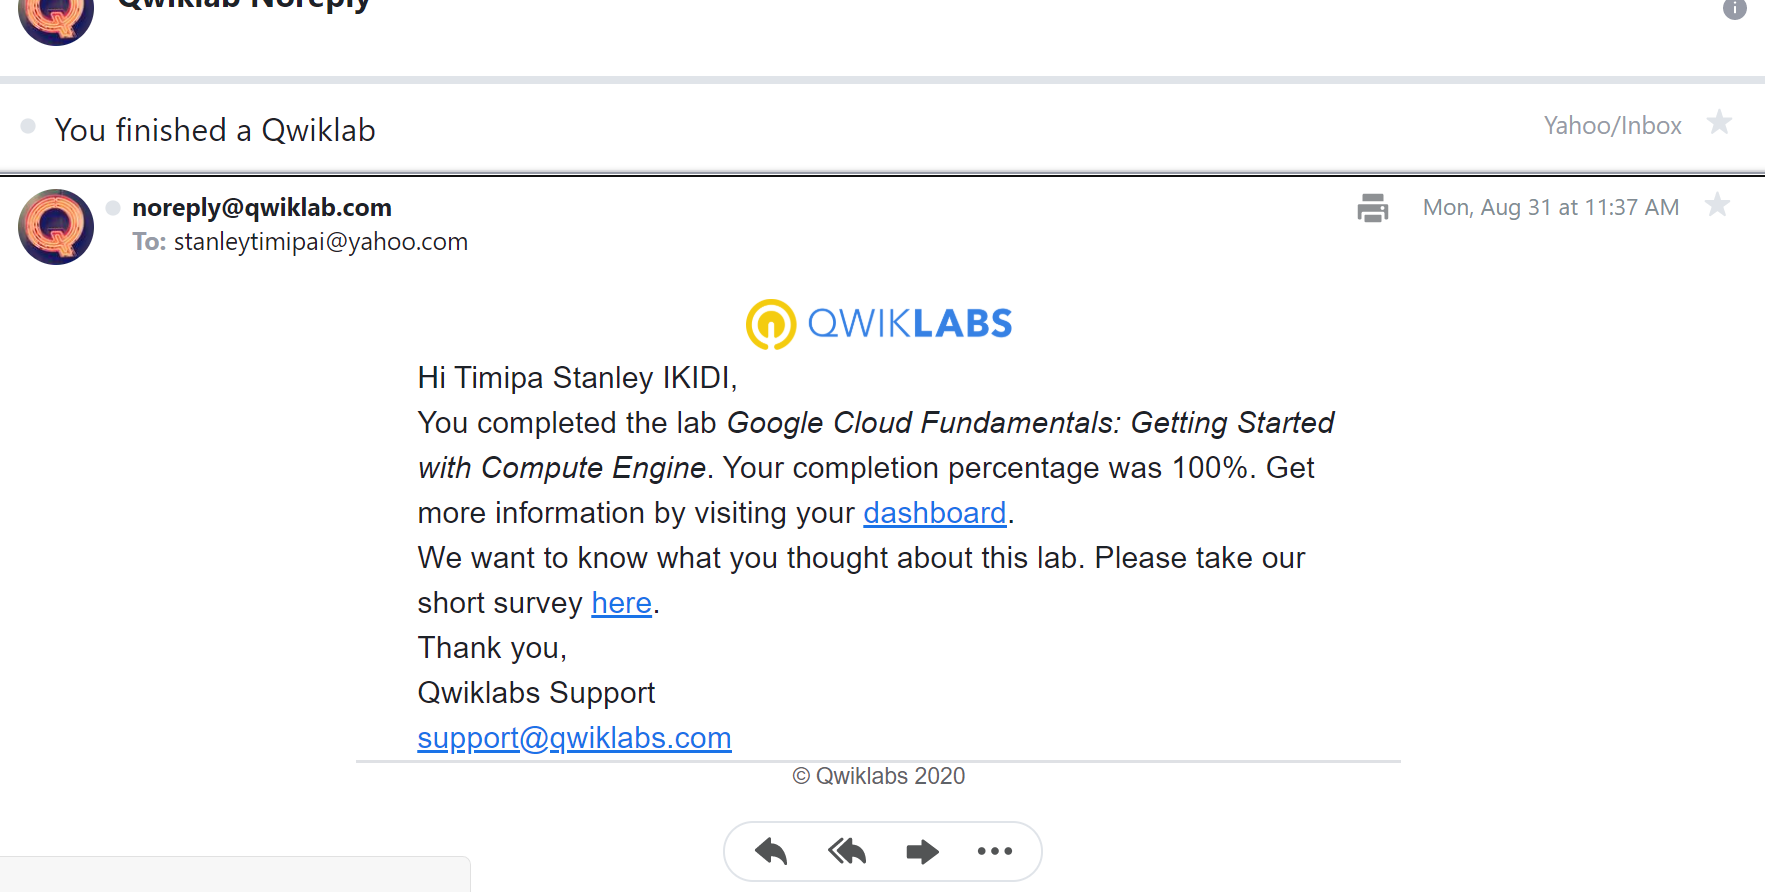 Qwiklab Noreply
You finished a Qwiklab
Yahoo/Inbox
noreply@qwiklab.com
Mon, Aug 31 at 11:37 AM
To: stanleytimipai@yahoo.com
QWIKLABS
Hi Timipa Stanley IKIDI,
You completed the lab Google Cloud Fundamentals: Getting Started
with Compute Engine. Your completion percentage was 100%. Get
more information by visiting your dashboard.
We want to know what you thought about this lab. Please take our
short survey here.
Thank you,
Qwiklabs Support
support@qwiklabs.com
© Qwiklabs 2020